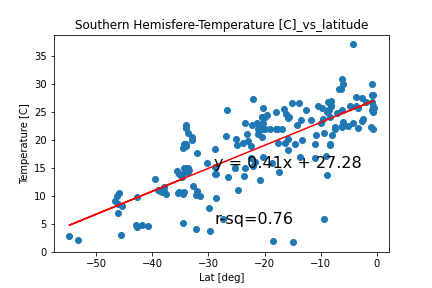 Southern Hemisfere-Temperature [C]_vs_latitude
Temperature [C]
35
30
25
20
15
10
5
0
y = 0.41x + 27.28
r-sq=0.76
−50
−40
−30
−20
−10
0
Lat [deg]